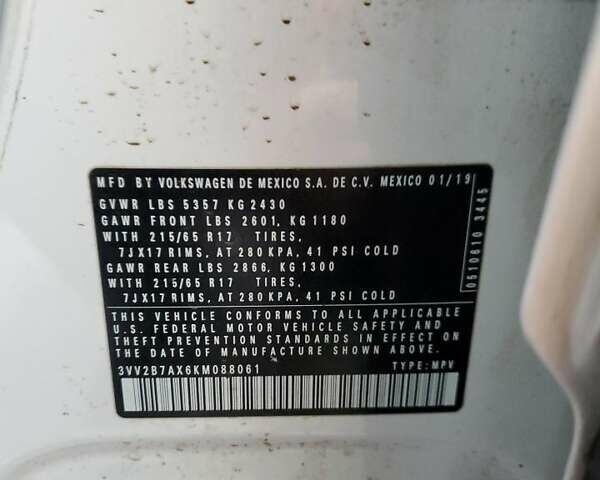 MFD BY VOLKSWAGEN DE MEXICO S.A. DE C.V. MEXICO 01/19
GVWR LBS 5357 KG 2430
GAWR FRONT LBS 2601, KG 1180
WITH 215/65 R17 TIRES,
7JX17 RIMS, AT 280 KPA, 41 PSI COLD
GAWR REAR LBS 2866, KG 1300
WITH 215/65 R17 TIRES,
7JX17 RIMS, AT 280 KPA, 41 PSI COLD
THIS VEHICLE CONFORMS TO ALL APPLICABLE
U.S. FEDERAL MOTOR VEHICLE SAFETY AND
THEFT PREVENTION STANDARDS IN EFFECT ON
THE DATE OF MANUFACTURE SHOWN ABOVE.
3VV2B7AX6KM088061 TYPE: MPV
0510610 3445